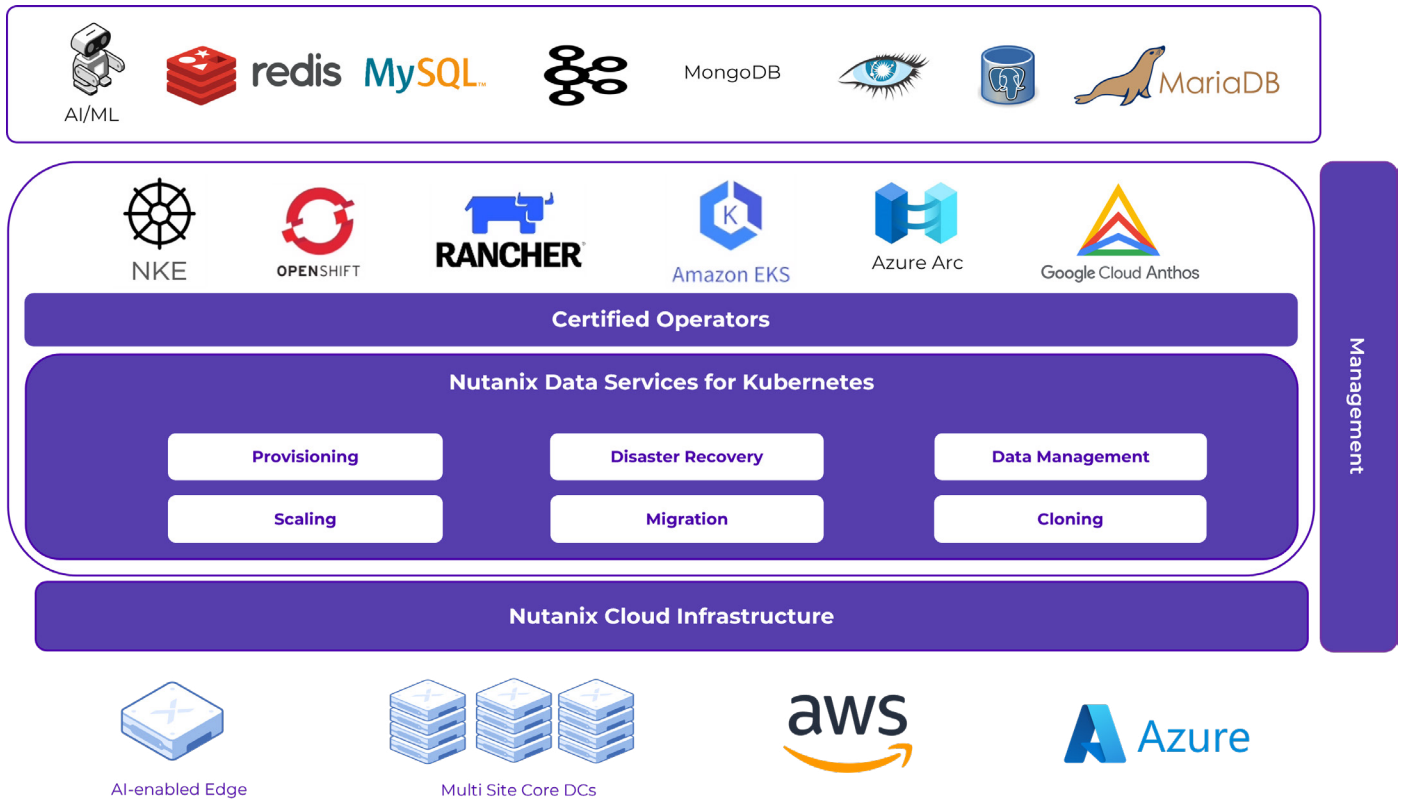 AI/ML
redis
MySQL™
MongoDB
MariaDB
NKE
OPENSHIFT
RANCHER®
K
Amazon EKS
Azure Arc
Google Cloud Anthos
Certified Operators
Nutanix Data Services for Kubernetes
Provisioning
Disaster Recovery
Data Management
Scaling
Migration
Cloning
Management
Nutanix Cloud Infrastructure
aws
Azure
AI-enabled Edge
Multi Site Core DCs